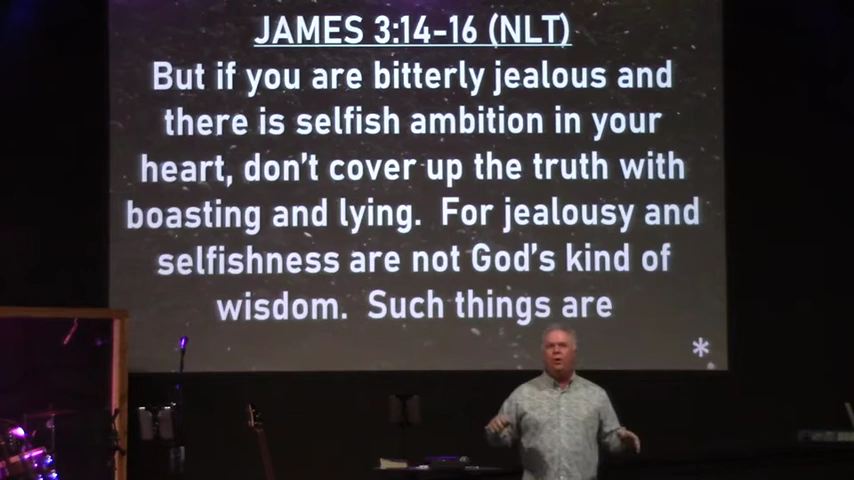 JAMES 3:14-16 (NLT)
But if you are bitterly jealous and
there is selfish ambition in your
heart, don't cover up the truth with
boasting and lying.  For jealousy and
selfishness are not God's kind of
wisdom.  Such things are
*